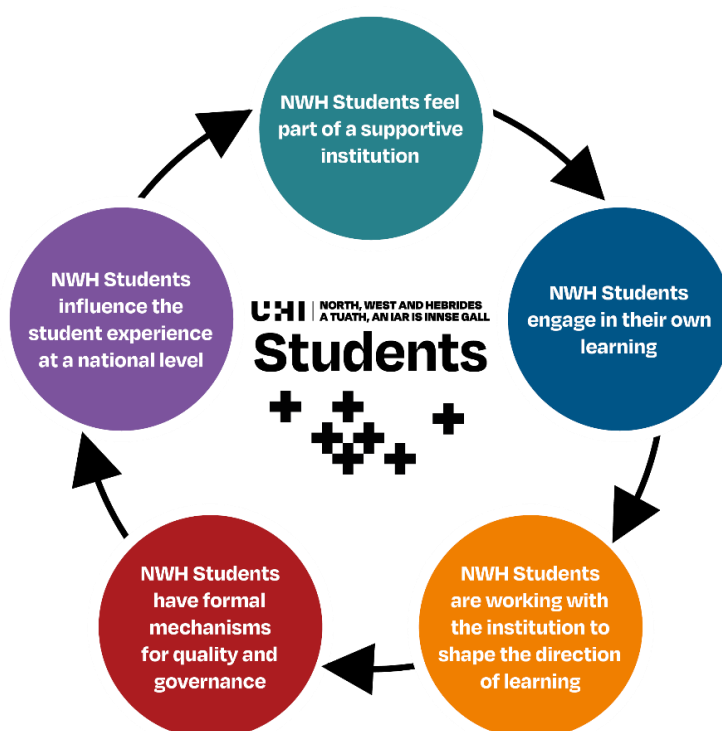 NWH Students feel
part of a supportive
institution
NWH Students
engage in their own
learning
NWH Students
are working with
the institution to
shape the direction
of learning
NWH Students
have formal
mechanisms
for quality and
governance
NWH Students
influence the
student experience
at a national level
UHI
NORTH, WEST AND HEBRIDES
A TUATH, AN IAR IS INNSE GALL
Students